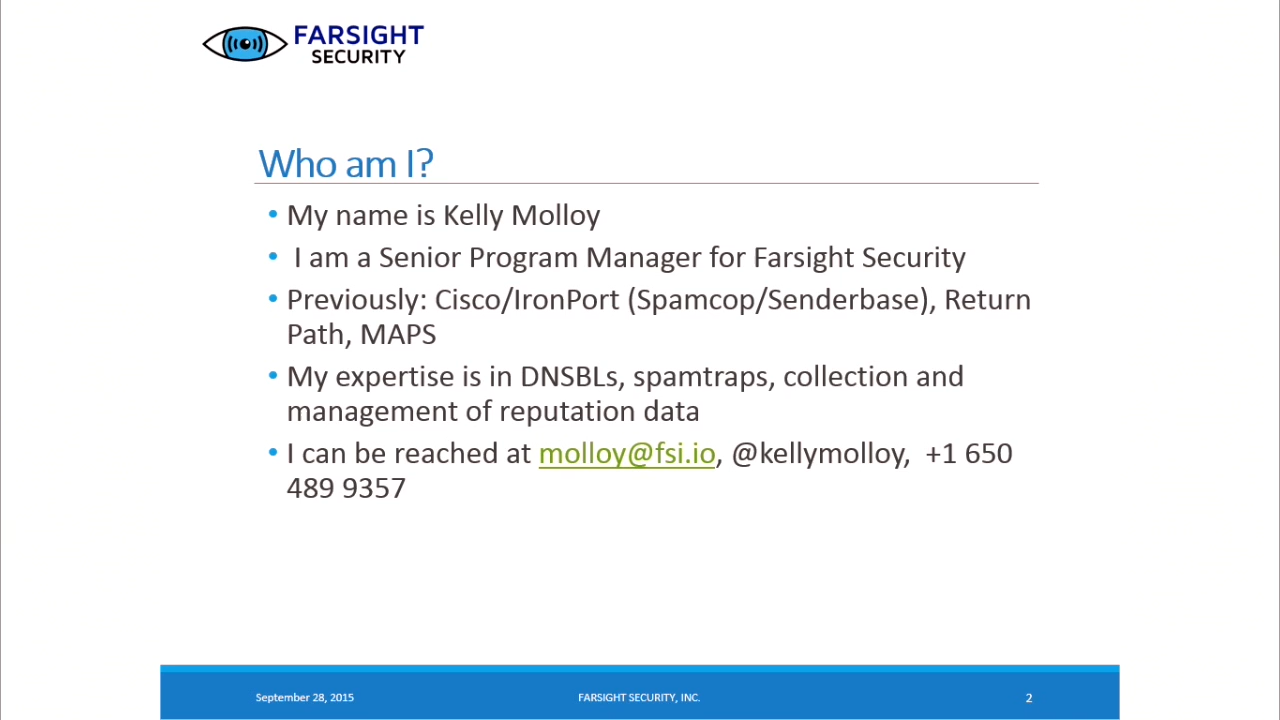 FARSIGHT
SECURITY
Who am I?
• My name is Kelly Molloy
• I am a Senior Program Manager for Farsight Security
• Previously: Cisco/IronPort (Spamcop/Senderbase), Return
Path, MAPS
• My expertise is in DNSBLs, spamtraps, collection and
management of reputation data
• I can be reached at molloy@fsi.io, @kellymolloy, +1 650
489 9357
September 28, 2015 FARSIGHT SECURITY, INC. 2